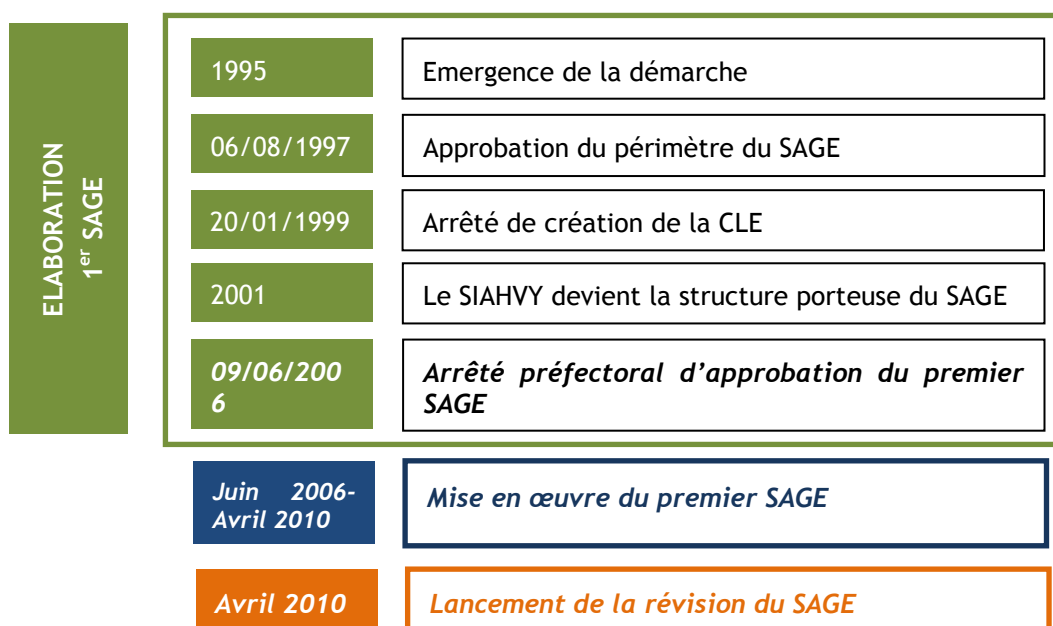 ELABORATION
1er SAGE
1995
Emergence de la démarche
06/08/1997
Approbation du périmètre du SAGE
20/01/1999
Arrêté de création de la CLE
2001
Le SIAHVY devient la structure porteuse du SAGE
09/06/200
6
Arrêté préfectoral d’approbation du premier
SAGE
Juin 2006-
Avril 2010
Mise en œuvre du premier SAGE
Avril 2010
Lancement de la révision du SAGE